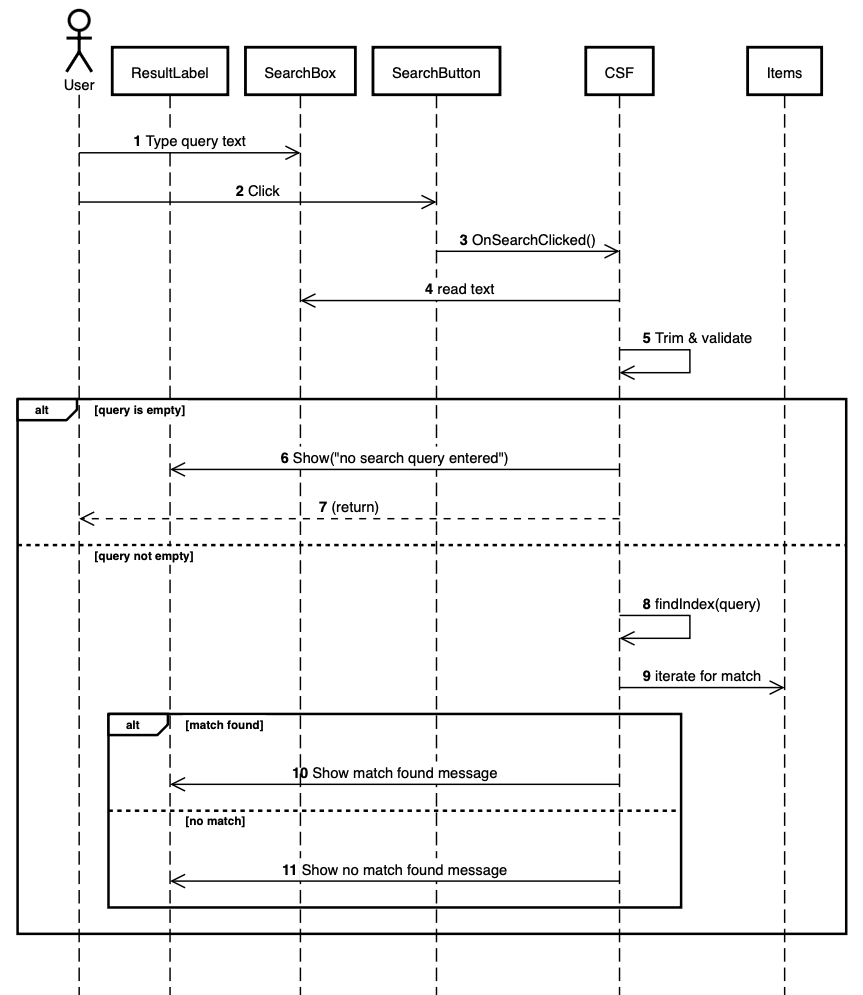 User
ResultLabel
SearchBox
SearchButton
CSF
Items
1 Type query text
2 Click
3 OnSearchClicked()
4 read text
5 Trim & validate
alt [query is empty]
6 Show("no search query entered")
7 (return)
[query not empty]
8 findIndex(query)
9 iterate for match
alt [match found]
10 Show match found message
[no match]
11 Show no match found message